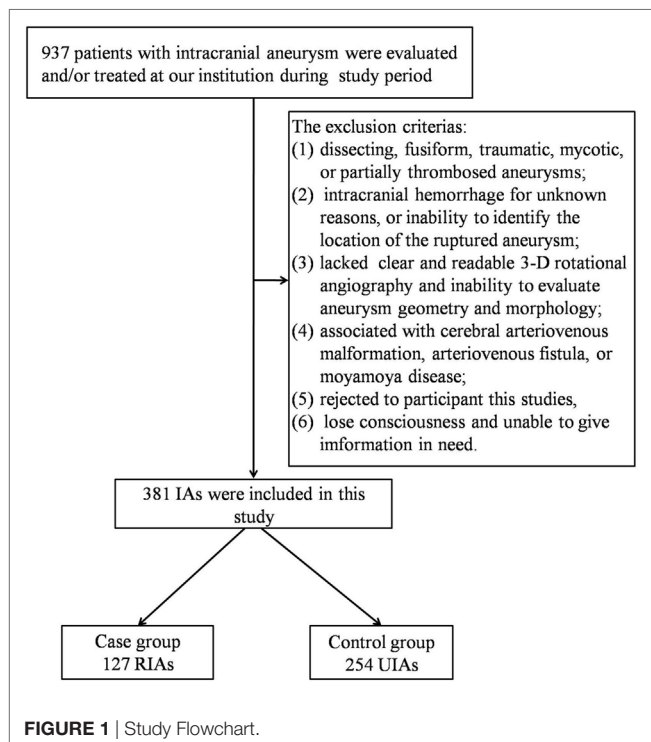 937 patients with intracranial aneurysm were evaluated
and/or treated at our institution during study period
The exclusion criterias:
(1) dissecting, fusiform, traumatic, mycotic,
or partially thrombosed aneurysms;
(2) intracranial hemorrhage for unknown
reasons, or inability to identify the
location of the ruptured aneurysm;
(3) lacked clear and readable 3-D rotational
angiography and inability to evaluate
aneurysm geometry and morphology;
(4) associated with cerebral arteriovenous
malformation, arteriovenous fistula, or
moyamoya disease;
(5) rejected to participant this studies,
(6) lose consciousness and unable to give
imformation in need.
381 IAs were included in this
study
Case group
127 RIAs
Control group
254 UIAs
FIGURE 1 | Study Flowchart.